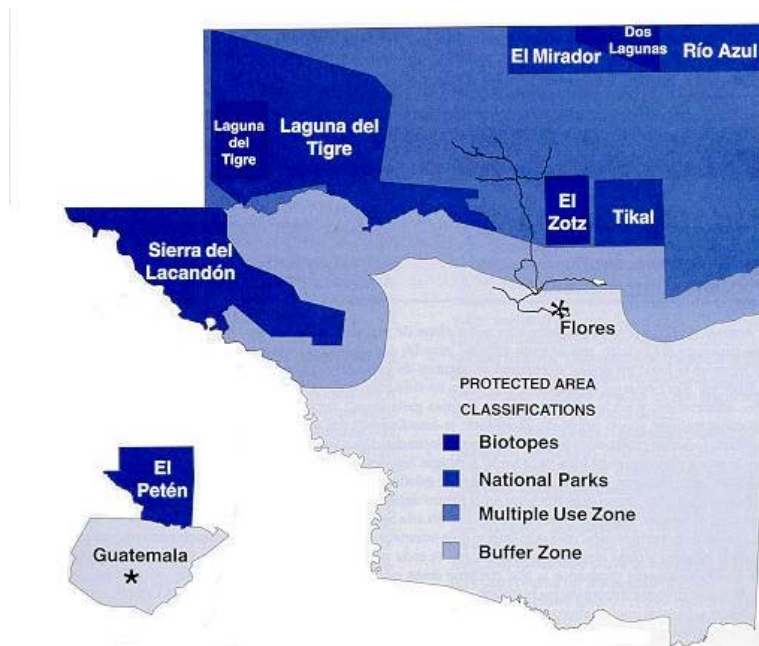 Dos
Lagunas
El Mirador
Río Azul
Laguna
del
Tigre
Laguna del
Tigre
El
Zotz
Tikal
Sierra del
Lacandón
Flores
PROTECTED AREA
CLASSIFICATIONS
Biotopes
National Parks
Multiple Use Zone
Buffer Zone
El
Petén
Guatemala